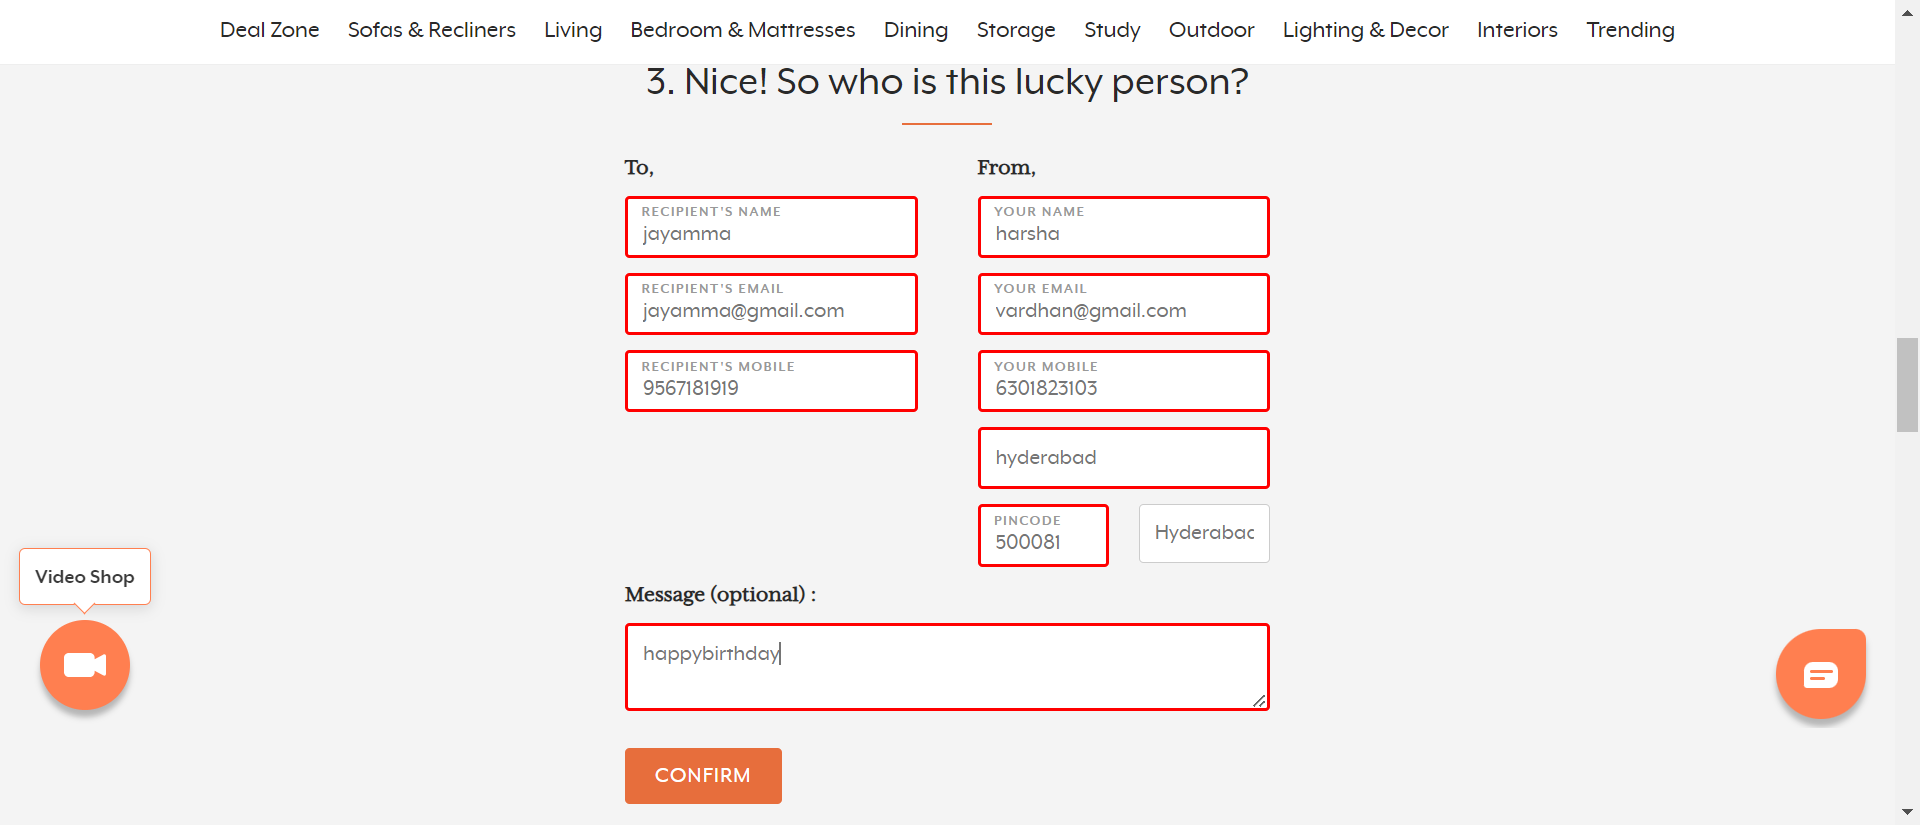 Deal Zone Sofas & Recliners Living Bedroom & Mattresses Dining Storage Study Outdoor Lighting & Decor Interiors Trending
3. Nice! So who is this lucky person?
To,
RECIPIENT'S NAME
jayamma
RECIPIENT'S EMAIL
jayamma@gmail.com
RECIPIENT'S MOBILE
9567181919
From,
YOUR NAME
harsha
YOUR EMAIL
vardhan@gmail.com
YOUR MOBILE
6301823103
hyderabad
PINCODE
500081
Hyderabad
Message (optional) :
happybirthday
CONFIRM
Video Shop